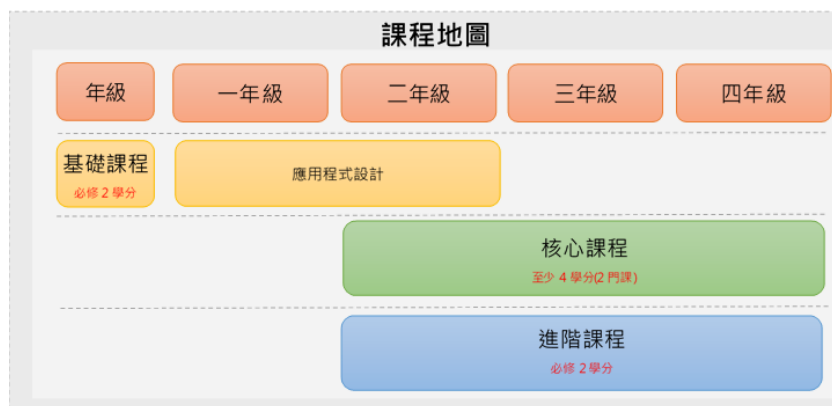 課程地圖
年級
一年級
二年級
三年級
四年級
基礎課程
必修 2 學分
應用程式設計
核心課程
至少 4 學分(2 門課)
進階課程
必修 2 學分